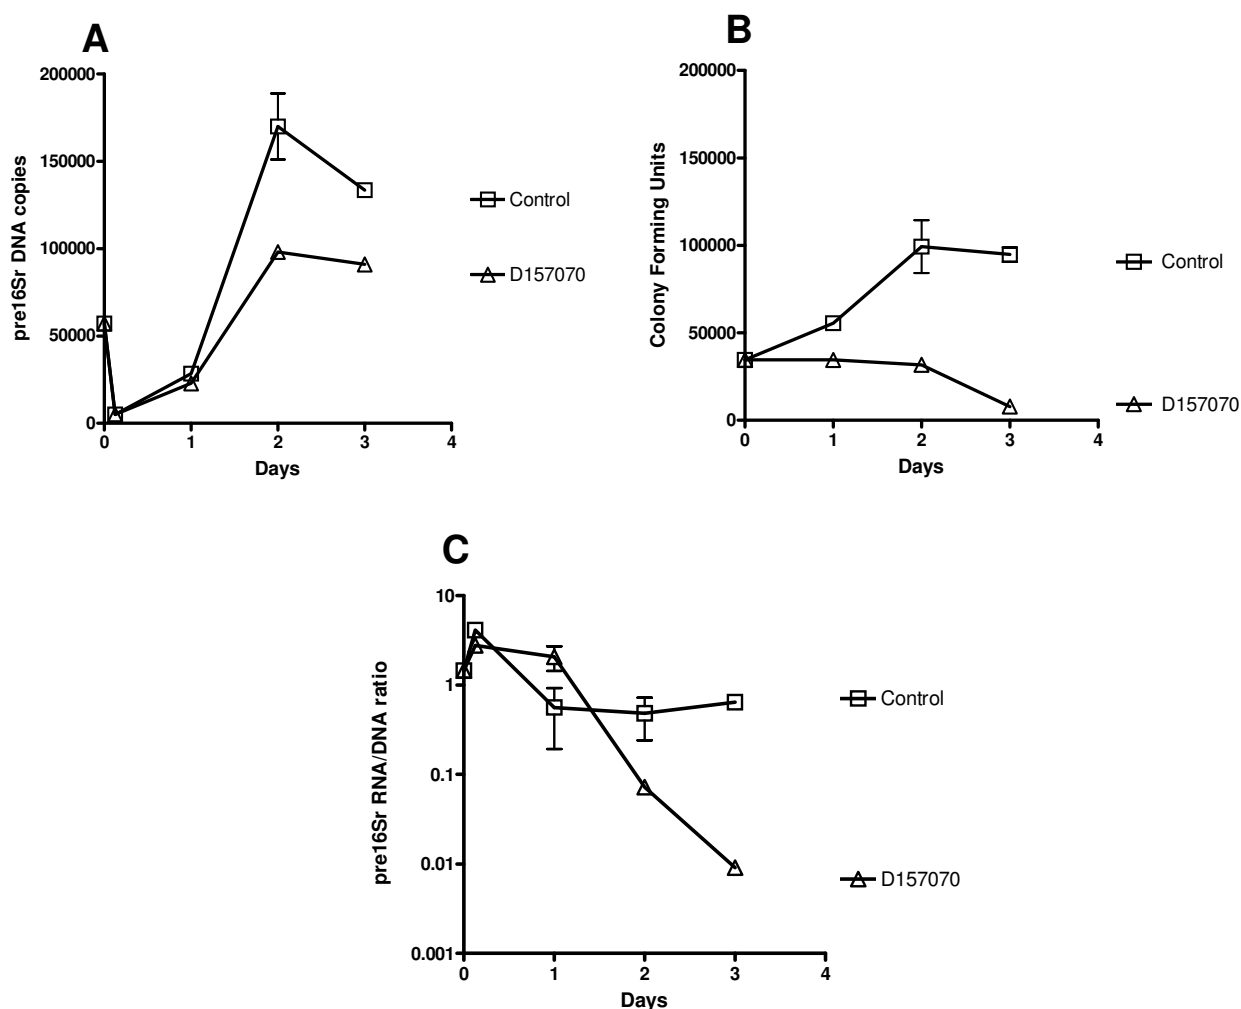 A
pre16Sr DNA copies
200000
150000
100000
50000
0
0 1 2 3 4
Days
Control
D157070
B
Colony Forming Units
200000
150000
100000
50000
0
0 1 2 3 4
Days
Control
D157070
C
pre16Sr RNA/DNA ratio
10
1
0.1
0.01
0.001
0 1 2 3 4
Days
Control
D157070